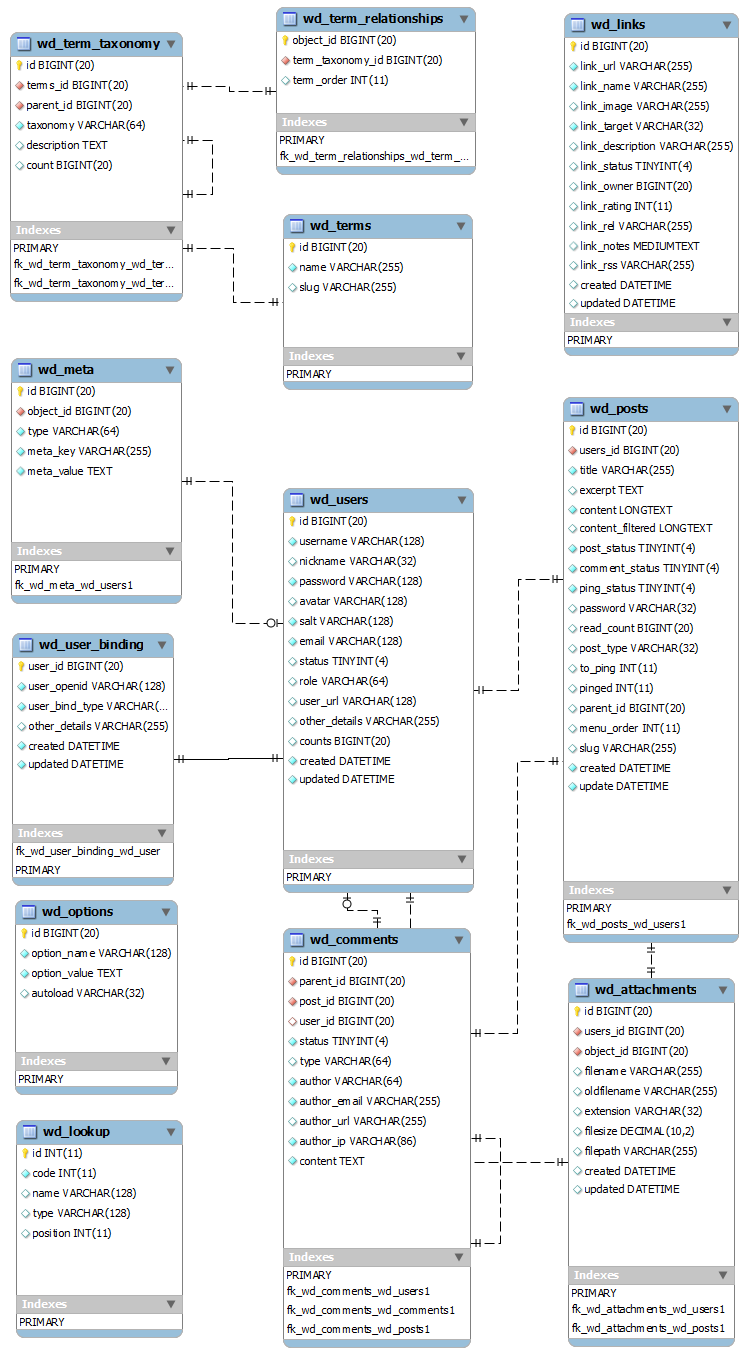 wd_term_taxonomy
id BIGINT(20)
terms_id BIGINT(20)
parent_id BIGINT(20)
taxonomy VARCHAR(64)
description TEXT
count BIGINT(20)
Indexes
PRIMARY
fk_wd_term_taxonomy_wd_ter...
fk_wd_term_taxonomy_wd_ter...
wd_term_relationships
object_id BIGINT(20)
term_taxonomy_id BIGINT(20)
term_order INT(11)
Indexes
PRIMARY
fk_wd_term_relationships_wd_term_...
wd_links
id BIGINT(20)
link_url VARCHAR(255)
link_name VARCHAR(255)
link_image VARCHAR(255)
link_target VARCHAR(32)
link_description VARCHAR(255)
link_status TINYINT(4)
link_owner BIGINT(20)
link_rating INT(11)
link_rel VARCHAR(255)
link_notes MEDIUMTEXT
link_rss VARCHAR(255)
created DATETIME
updated DATETIME
Indexes
PRIMARY
wd_terms
id BIGINT(20)
name VARCHAR(255)
slug VARCHAR(255)
Indexes
PRIMARY
wd_meta
id BIGINT(20)
object_id BIGINT(20)
type VARCHAR(64)
meta_key VARCHAR(255)
meta_value TEXT
Indexes
PRIMARY
fk_wd_meta_wd_users1
wd_users
id BIGINT(20)
username VARCHAR(128)
nickname VARCHAR(32)
password VARCHAR(128)
avatar VARCHAR(128)
salt VARCHAR(128)
email VARCHAR(128)
status TINYINT(4)
role VARCHAR(64)
user_url VARCHAR(128)
other_details VARCHAR(255)
counts BIGINT(20)
created DATETIME
updated DATETIME
Indexes
PRIMARY
wd_posts
id BIGINT(20)
users_id BIGINT(20)
title VARCHAR(255)
excerpt TEXT
content LONGTEXT
content_filtered LONGTEXT
post_status TINYINT(4)
comment_status TINYINT(4)
ping_status TINYINT(4)
password VARCHAR(32)
read_count BIGINT(20)
post_type VARCHAR(32)
to_ping INT(11)
pinged INT(11)
parent_id BIGINT(20)
menu_order INT(11)
slug VARCHAR(255)
created DATETIME
update DATETIME
Indexes
PRIMARY
fk_wd_posts_wd_users1
wd_user_binding
user_id BIGINT(20)
user_openid VARCHAR(128)
user_bind_type VARCHAR(...
other_details VARCHAR(255)
created DATETIME
updated DATETIME
Indexes
fk_wd_user_binding_wd_user
PRIMARY
wd_options
id BIGINT(20)
option_name VARCHAR(128)
option_value TEXT
autoload VARCHAR(32)
Indexes
PRIMARY
wd_comments
id BIGINT(20)
parent_id BIGINT(20)
post_id BIGINT(20)
user_id BIGINT(20)
status TINYINT(4)
type VARCHAR(64)
author VARCHAR(64)
author_email VARCHAR(255)
author_url VARCHAR(255)
author_ip VARCHAR(86)
content TEXT
Indexes
PRIMARY
fk_wd_comments_wd_users1
fk_wd_comments_wd_comments1
fk_wd_comments_wd_posts1
wd_attachments
id BIGINT(20)
users_id BIGINT(20)
object_id BIGINT(20)
filename VARCHAR(255)
oldfilename VARCHAR(255)
extension VARCHAR(32)
filesize DECIMAL(10,2)
filepath VARCHAR(255)
created DATETIME
updated DATETIME
Indexes
PRIMARY
fk_wd_attachments_wd_users1
fk_wd_attachments_wd_posts1
wd_lookup
id INT(11)
code INT(11)
name VARCHAR(128)
type VARCHAR(128)
position INT(11)
Indexes
PRIMARY